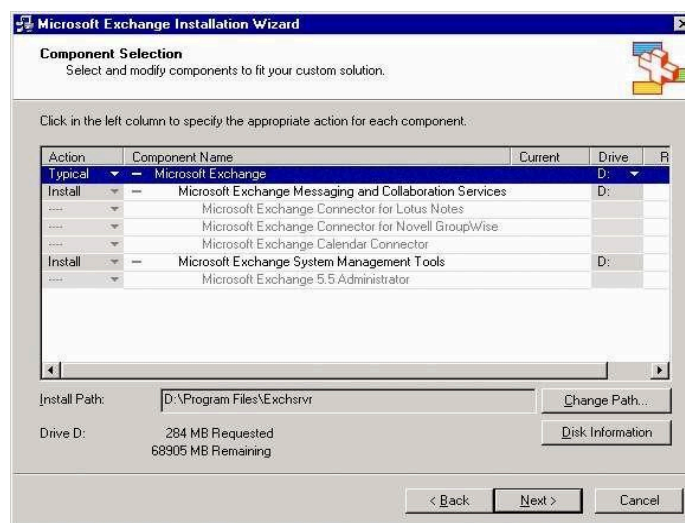 Microsoft Exchange Installation Wizard
Component Selection
Select and modify components to fit your custom solution.
Click in the left column to specify the appropriate action for each component.
Action Component Name Current Drive R
Typical Microsoft Exchange D:
Install Microsoft Exchange Messaging and Collaboration Services D:
---- Microsoft Exchange Connector for Lotus Notes
---- Microsoft Exchange Connector for Novell GroupWise
---- Microsoft Exchange Calendar Connector
Install Microsoft Exchange System Management Tools D:
---- Microsoft Exchange 5.5 Administrator
Install Path: D:\Program Files\Exchsrvr Change Path...
Drive D: 284 MB Requested Disk Information
68905 MB Remaining
< Back Next > Cancel